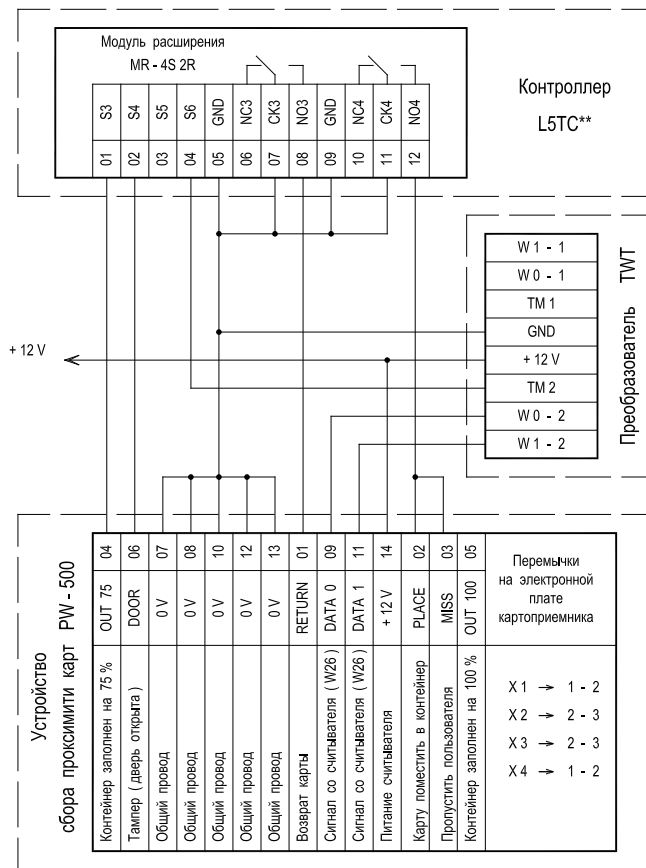 Модуль расширения
MR - 4S 2R
S3 S4 S5 S6 GND NC3 CK3 NO3 GND NC4 CK4 NO4
01 02 03 04 05 06 07 08 09 10 11 12
Контроллер
L5TC**
W 1 - 1
W 0 - 1
TM 1
GND
+ 12 V
TM 2
W 0 - 2
W 1 - 2
Преобразователь TWT
+ 12 V
Устройство
сбора проксимити карт PW - 500
04 06 07 08 10 12 13 01 09 11 14 02 03 05
OUT 75 DOOR 0 V 0 V 0 V 0 V 0 V RETURN DATA 0 DATA 1 + 12 V PLACE MISS OUT 100
Контейнер заполнен на 75 %
Тампер ( дверь открыта )
Общий провод
Общий провод
Общий провод
Общий провод
Общий провод
Возврат карты
Сигнал со считывателя ( W26 )
Сигнал со считывателя ( W26 )
Питание считывателя
Карту поместить в контейнер
Пропустить пользователя
Контейнер заполнен на 100 %
Перемычки
на электронной
плате
картоприемника
X 1 → 1 - 2
X 2 → 2 - 3
X 3 → 2 - 3
X 4 → 1 - 2